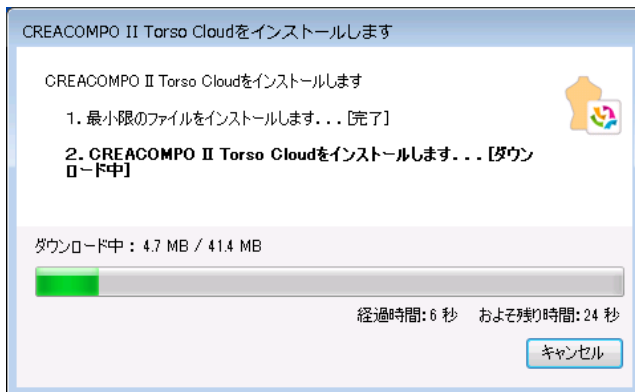 CREACOMPO II Torso Cloudをインストールします
CREACOMPO II Torso Cloudをインストールします
1. 最小限のファイルをインストールします...[完了]
2. CREACOMPO II Torso Cloudをインストールします...[ダウン
ロード中]
ダウンロード中： 4.7 MB / 41.4 MB
経過時間: 6 秒 およそ残り時間: 24 秒
キャンセル